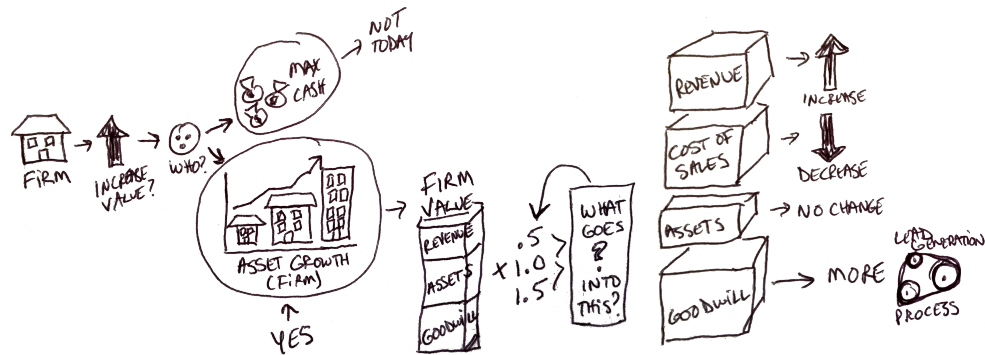 FIRM
INCREASE
VALUE?
WHO?
MAX
CASH
NOT
TODAY
ASSET GROWTH
(FIRM)
YES
FIRM
VALUE
REVENUE
ASSETS
GOODWILL
.5
x 1.0
1.5
WHAT
GOES
?
INTO
THIS?
REVENUE
INCREASE
COST OF
SALES
DECREASE
ASSETS
NO CHANGE
GOODWILL
MORE
LEAD
GENERATION
PROCESS